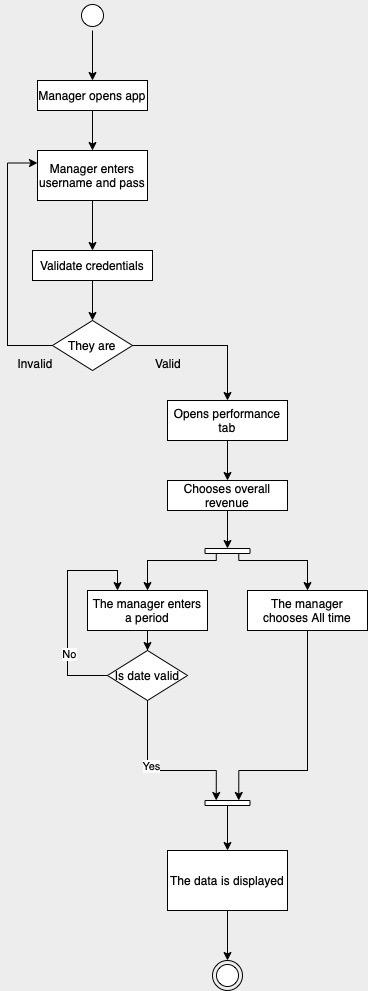 Manager opens app
Manager enters
username and pass
Validate credentials
They are
Invalid
Valid
Opens performance
tab
Chooses overall
revenue
The manager enters
a period
The manager
chooses All time
No
Is date valid
Yes
The data is displayed